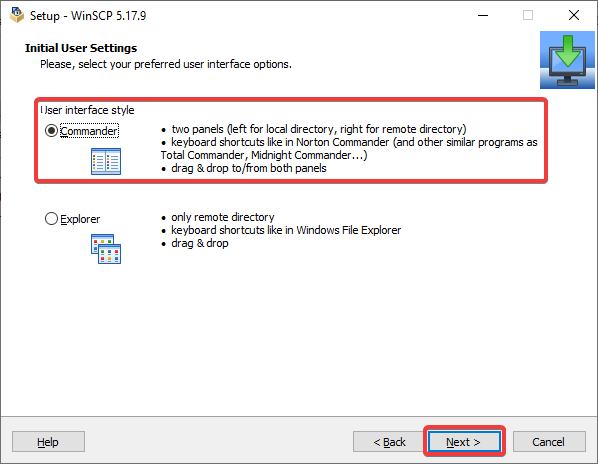 Setup - WinSCP 5.17.9
Initial User Settings
Please, select your preferred user interface options.
User interface style
Commander
• two panels (left for local directory, right for remote directory)
• keyboard shortcuts like in Norton Commander (and other similar programs as
Total Commander, Midnight Commander...)
• drag & drop to/from both panels
Explorer
• only remote directory
• keyboard shortcuts like in Windows File Explorer
• drag & drop
Help
< Back
Next >
Cancel